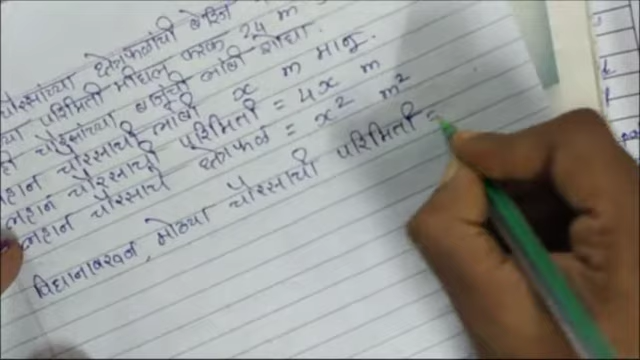 चौरसांच्या क्षेत्रफळांची बेरीज
परिमिती मधील फरक 24 m
चौरसांच्या बाजूंची लांबी शोधा.
लहान चौरसाची लांबी x m मानू.
लहान चौरसाची परिमिती = 4x m
लहान चौरसाचे क्षेत्रफळ = x² m²
विधानावरून, मोठ्या चौरसाची परिमिती =